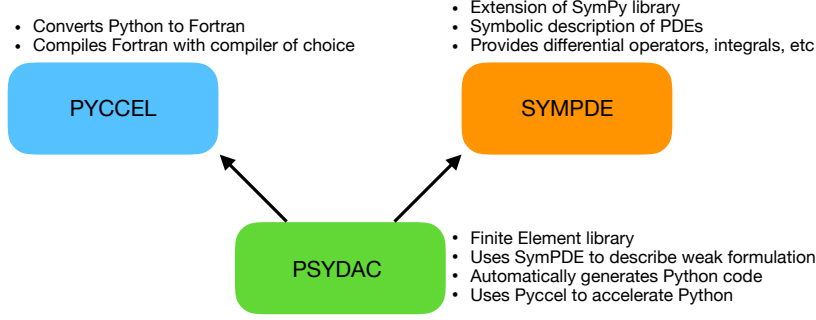 • Converts Python to Fortran
• Compiles Fortran with compiler of choice
PYCCEL
• Extension of SymPy library
• Symbolic description of PDEs
• Provides differential operators, integrals, etc
SYMPDE
PSYDAC
• Finite Element library
• Uses SymPDE to describe weak formulation
• Automatically generates Python code
• Uses Pyccel to accelerate Python